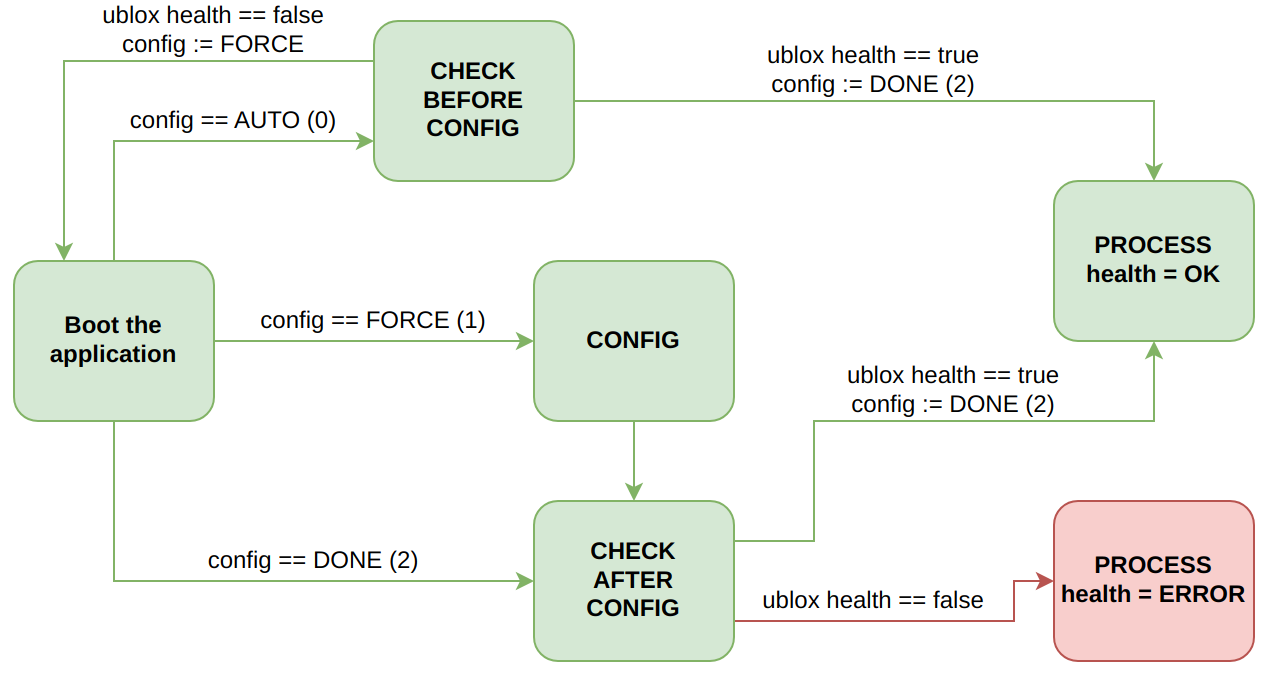 ublox health == false
config := FORCE
CHECK
BEFORE
CONFIG
ublox health == true
config := DONE (2)
config == AUTO (0)
PROCESS
health = OK
Boot the
application
config == FORCE (1)
CONFIG
ublox health == true
config := DONE (2)
config == DONE (2)
CHECK
AFTER
CONFIG
ublox health == false
PROCESS
health = ERROR